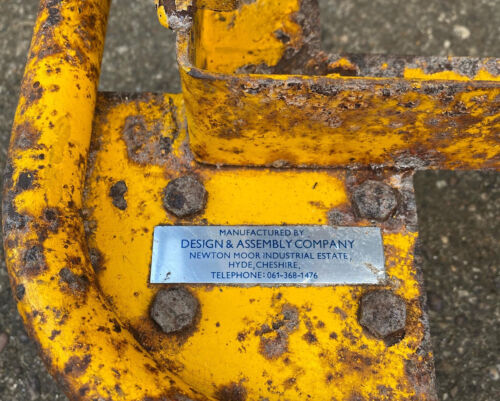 MANUFACTURED BY
DESIGN & ASSEMBLY COMPANY
NEWTON MOOR INDUSTRIAL ESTATE,
HYDE, CHESHIRE,
TELEPHONE: 061-368-1476